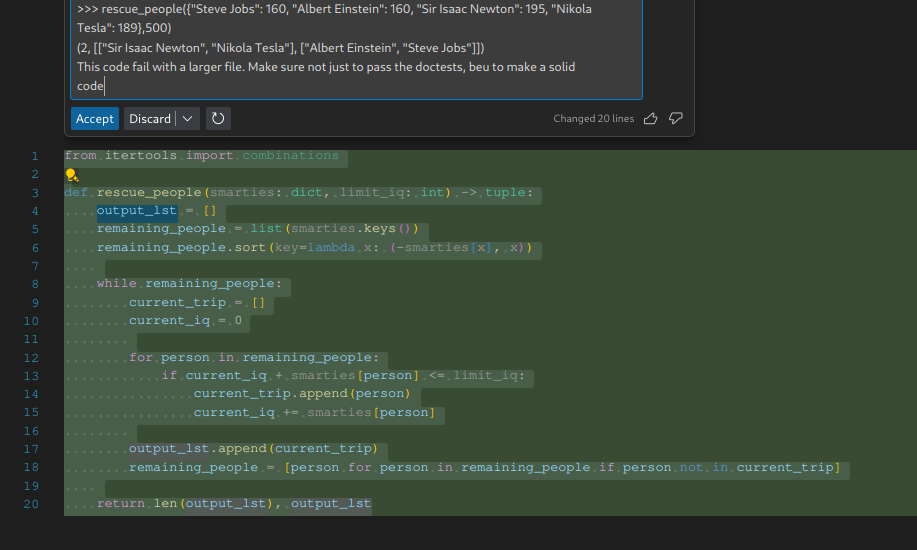 >>> rescue_people({"Steve Jobs": 160, "Albert Einstein": 160, "Sir Isaac Newton": 195, "Nikola
Tesla": 189},500)
(2, [["Sir Isaac Newton", "Nikola Tesla"], ["Albert Einstein", "Steve Jobs"]])
This code fail with a larger file. Make sure not just to pass the doctests, beu to make a solid
code
Accept Discard Changed 20 lines
1 from itertools import combinations
2
3 def rescue_people(smarties: dict, limit_iq: int) -> tuple:
4 output_lst = []
5 remaining_people = list(smarties.keys())
6 remaining_people.sort(key=lambda x: (-smarties[x], x))
7
8 while remaining_people:
9 current_trip = []
10 current_iq = 0
11
12 for person in remaining_people:
13 if current_iq + smarties[person] <= limit_iq:
14 current_trip.append(person)
15 current_iq += smarties[person]
16
17 output_lst.append(current_trip)
18 remaining_people = [person for person in remaining_people if person not in current_trip]
19
20 return len(output_lst), output_lst